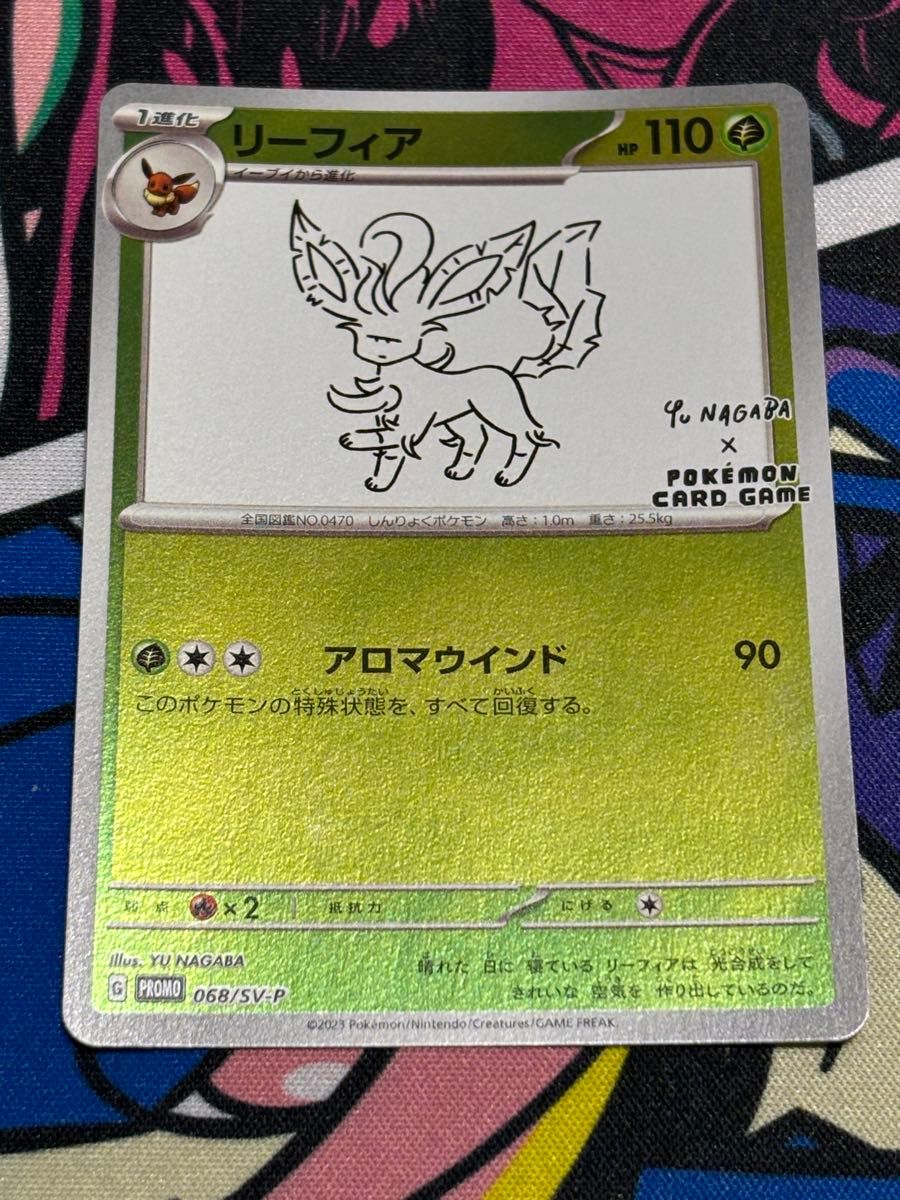 1進化
リーフィア
HP 110
イーブイから進化
Yu NAGABA
×
POKÉMON
CARD GAME
全国図鑑NO.0470 しんりょくポケモン 高さ:1.0m 重さ:25.5kg
アロマウインド 90
このポケモンの特殊状態を、すべて回復する。
弱点 ×2 抵抗力 にげる
Illus. YU NAGABA
G PROMO 068/SV-P
晴れた 日に 寝ている リーフィアは 光合成をして
きれいな 空気を 作り出しているのだ。
©2023 Pokémon/Nintendo/Creatures/GAME FREAK.